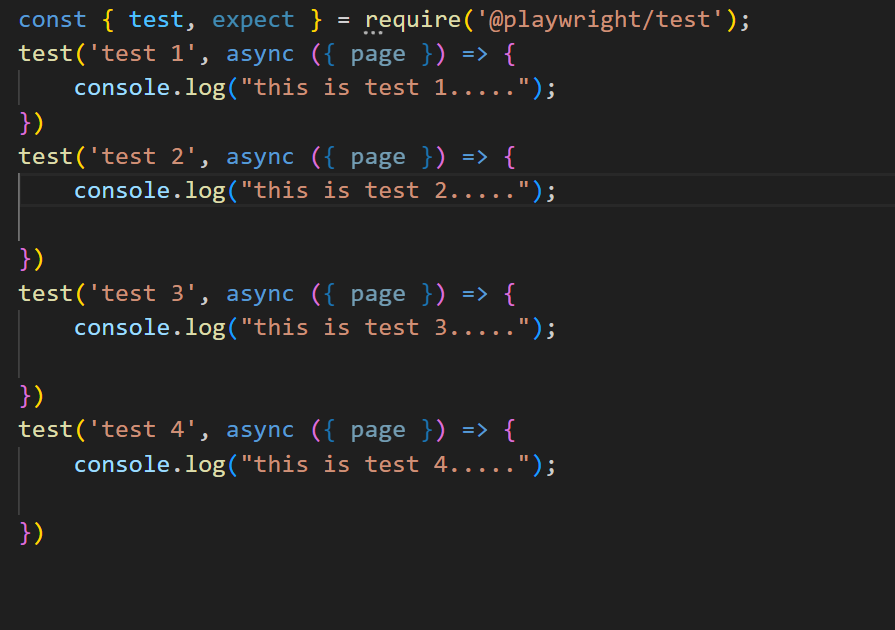 const { test, expect } = require('@playwright/test');
test('test 1', async ({ page }) => {
    console.log("this is test 1.....");
})
test('test 2', async ({ page }) => {
    console.log("this is test 2.....");
})
test('test 3', async ({ page }) => {
    console.log("this is test 3.....");
})
test('test 4', async ({ page }) => {
    console.log("this is test 4.....");
})